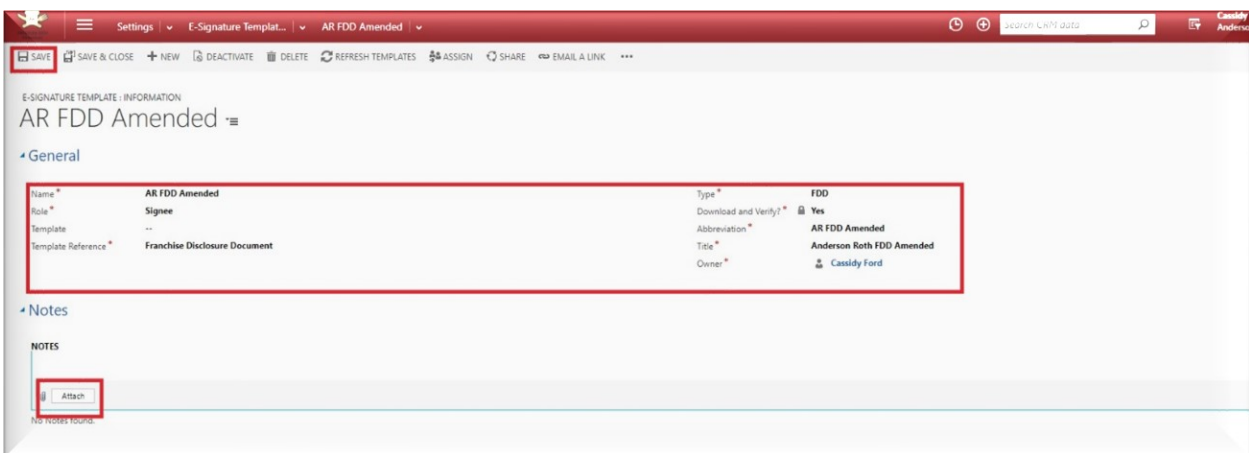 Settings E-Signature Templat... AR FDD Amended Search CRM data Cassidy
Anderso
SAVE SAVE & CLOSE NEW DEACTIVATE DELETE REFRESH TEMPLATES ASSIGN SHARE EMAIL A LINK ...
E-SIGNATURE TEMPLATE : INFORMATION
AR FDD Amended
General
Name * AR FDD Amended Type * FDD
Role * Signee Download and Verify? * Yes
Template -- Abbreviation * AR FDD Amended
Template Reference * Franchise Disclosure Document Title * Anderson Roth FDD Amended
Owner * Cassidy Ford
Notes
NOTES
Attach
No Notes found.